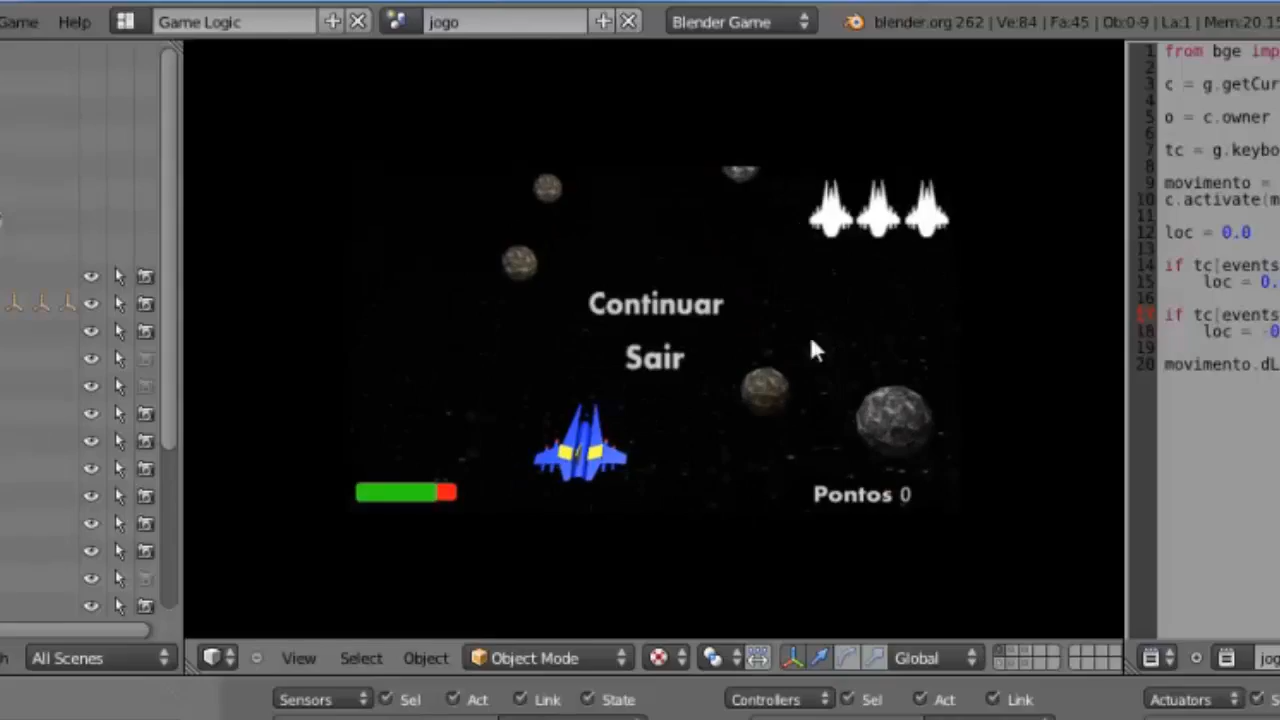 Game Help Game Logic jogo Blender Game blender.org 262 | Ve:84 | Fa:45 | Ob:0-9 | La:1 | Mem:20.1
Continuar
Sair
Pontos 0
1 from bge imp
2
3 c = g.getCur
4
5 o = c.owner
6
7 tc = g.keybo
8
9 movimento =
10 c.activate(m
11
12 loc = 0.0
13
14 if tc[events
15 loc = 0.
16
17 if tc[events
18 loc = -0
19
20 movimento.dL
All Scenes View Select Object Object Mode Global jog
Sensors Sel Act Link State Controllers Sel Act Link Actuators S